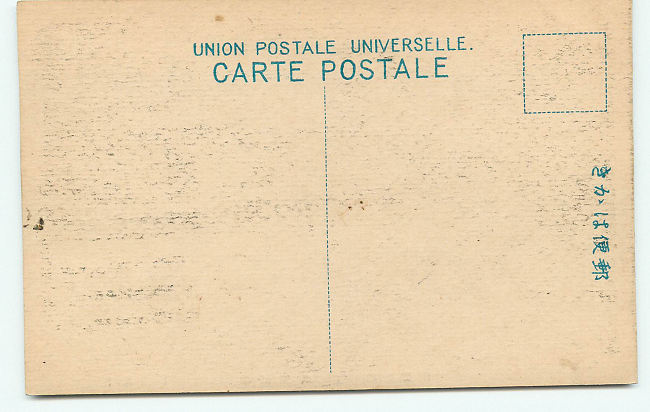 UNION POSTALE UNIVERSELLE.
CARTE POSTALE
郵便はかき